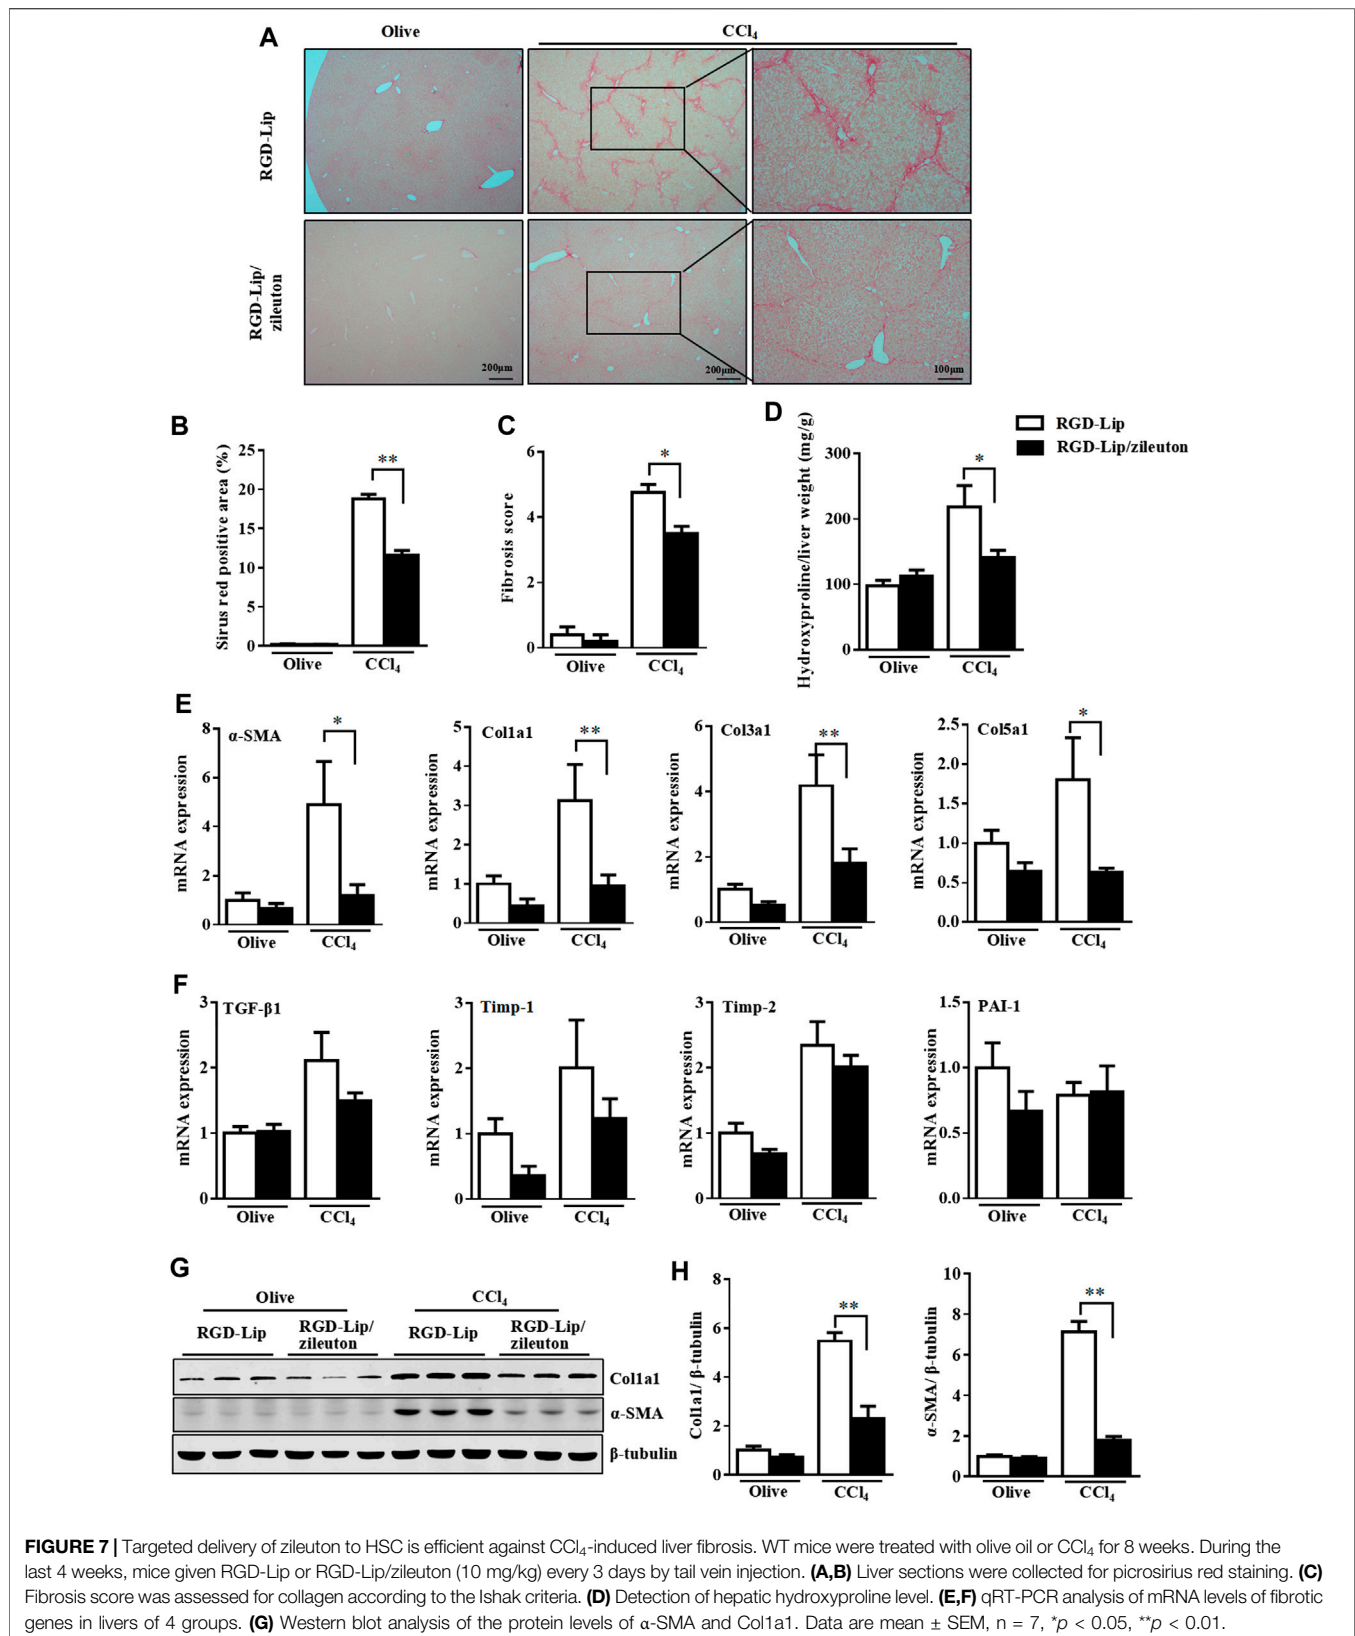 A
Olive
CCl₄
RGD-Lip
RGD-Lip/
zileuton
200μm
200μm
100μm
B
Sirus red positive area (%)
25
20
15
10
5
0
**
Olive
CCl₄
C
Fibrosis score
6
4
2
0
*
Olive
CCl₄
D
Hydroxyproline/liver weight (mg/g)
300
200
100
0
*
Olive
CCl₄
RGD-Lip
RGD-Lip/zileuton
E
α-SMA
mRNA expression
8
6
4
2
0
*
Olive
CCl₄
Col1a1
mRNA expression
5
4
3
2
1
0
**
Olive
CCl₄
Col3a1
mRNA expression
6
4
2
0
**
Olive
CCl₄
Col5a1
mRNA expression
2.5
2.0
1.5
1.0
0.5
0.0
*
Olive
CCl₄
F
TGF-β1
mRNA expression
3
2
1
0
Olive
CCl₄
Timp-1
mRNA expression
3
2
1
0
Olive
CCl₄
Timp-2
mRNA expression
3
2
1
0
Olive
CCl₄
PAI-1
mRNA expression
1.5
1.0
0.5
0.0
Olive
CCl₄
G
Olive
CCl₄
RGD-Lip
RGD-Lip/
zileuton
RGD-Lip
RGD-Lip/
zileuton
Col1a1
α-SMA
β-tubulin
H
Col1a1/ β-tubulin
8
6
4
2
0
**
Olive
CCl₄
α-SMA/ β-tubulin
10
8
6
4
2
0
**
Olive
CCl₄
FIGURE 7 | Targeted delivery of zileuton to HSC is efficient against CCl₄-induced liver fibrosis. WT mice were treated with olive oil or CCl₄ for 8 weeks. During the
last 4 weeks, mice given RGD-Lip or RGD-Lip/zileuton (10 mg/kg) every 3 days by tail vein injection. (A,B) Liver sections were collected for picrosirius red staining. (C)
Fibrosis score was assessed for collagen according to the Ishak criteria. (D) Detection of hepatic hydroxyproline level. (E,F) qRT-PCR analysis of mRNA levels of fibrotic
genes in livers of 4 groups. (G) Western blot analysis of the protein levels of α-SMA and Col1a1. Data are mean ± SEM, n = 7, *p < 0.05, **p < 0.01.